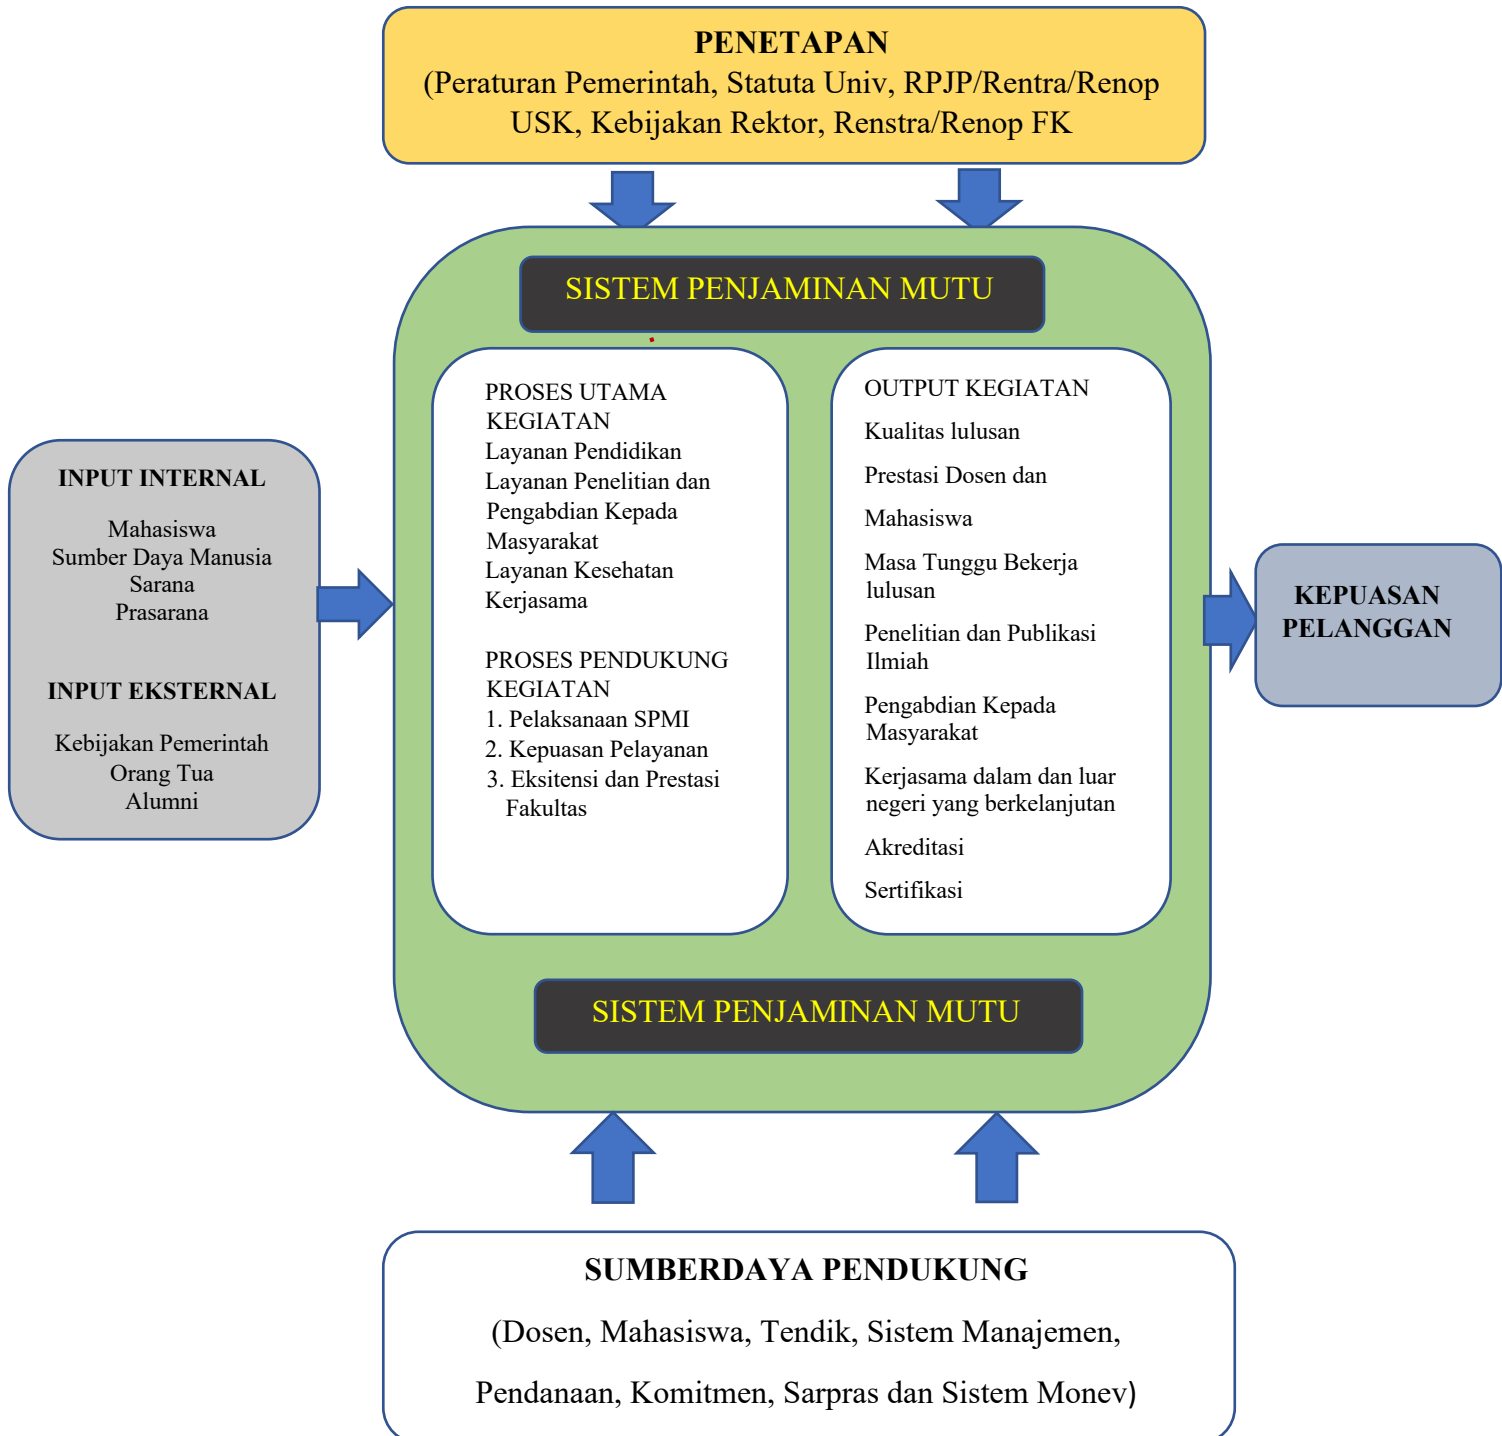 PENETAPAN
(Peraturan Pemerintah, Statuta Univ, RPJP/Rentra/Renop
USK, Kebijakan Rektor, Renstra/Renop FK
SISTEM PENJAMINAN MUTU
INPUT INTERNAL
Mahasiswa
Sumber Daya Manusia
Sarana
Prasarana
INPUT EKSTERNAL
Kebijakan Pemerintah
Orang Tua
Alumni
PROSES UTAMA
KEGIATAN
Layanan Pendidikan
Layanan Penelitian dan
Pengabdian Kepada
Masyarakat
Layanan Kesehatan
Kerjasama
PROSES PENDUKUNG
KEGIATAN
1. Pelaksanaan SPMI
2. Kepuasan Pelayanan
3. Eksitensi dan Prestasi
Fakultas
OUTPUT KEGIATAN
Kualitas lulusan
Prestasi Dosen dan
Mahasiswa
Masa Tunggu Bekerja
lulusan
Penelitian dan Publikasi
Ilmiah
Pengabdian Kepada
Masyarakat
Kerjasama dalam dan luar
negeri yang berkelanjutan
Akreditasi
Sertifikasi
KEPUASAN
PELANGGAN
SISTEM PENJAMINAN MUTU
SUMBERDAYA PENDUKUNG
(Dosen, Mahasiswa, Tendik, Sistem Manajemen,
Pendanaan, Komitmen, Sarpras dan Sistem Monev)